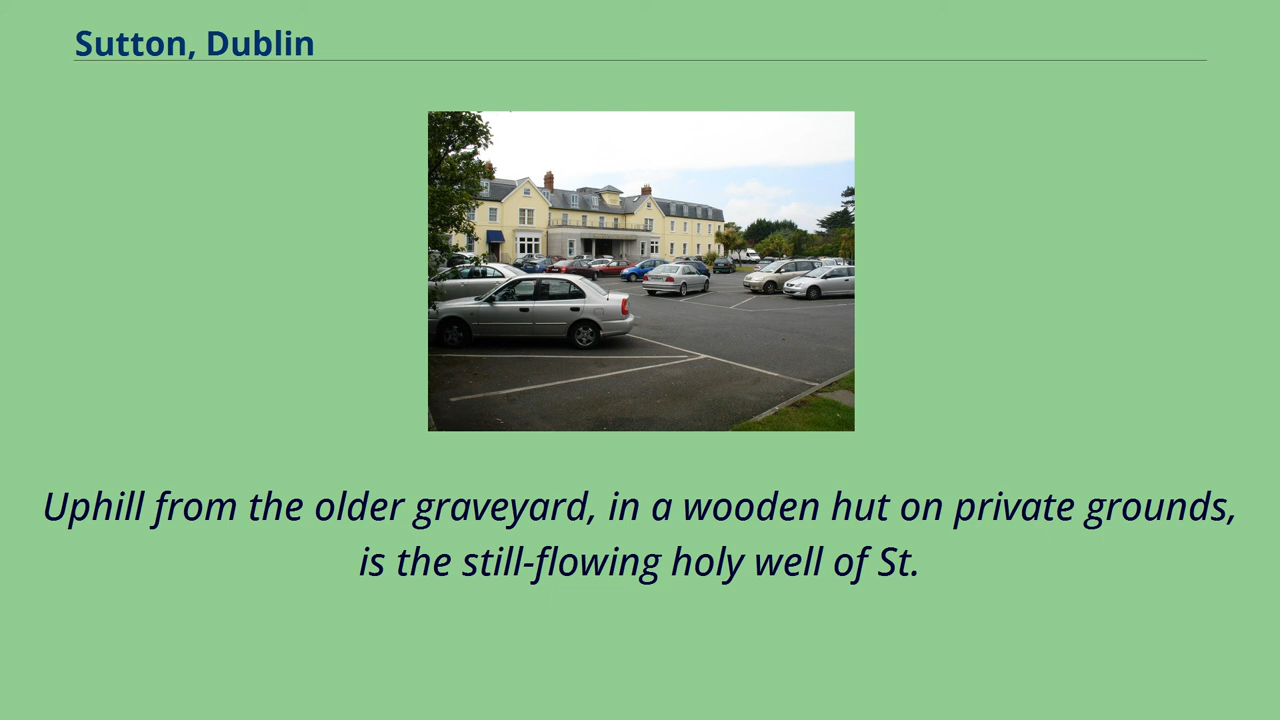 Sutton, Dublin
Uphill from the older graveyard, in a wooden hut on private grounds,
is the still-flowing holy well of St.